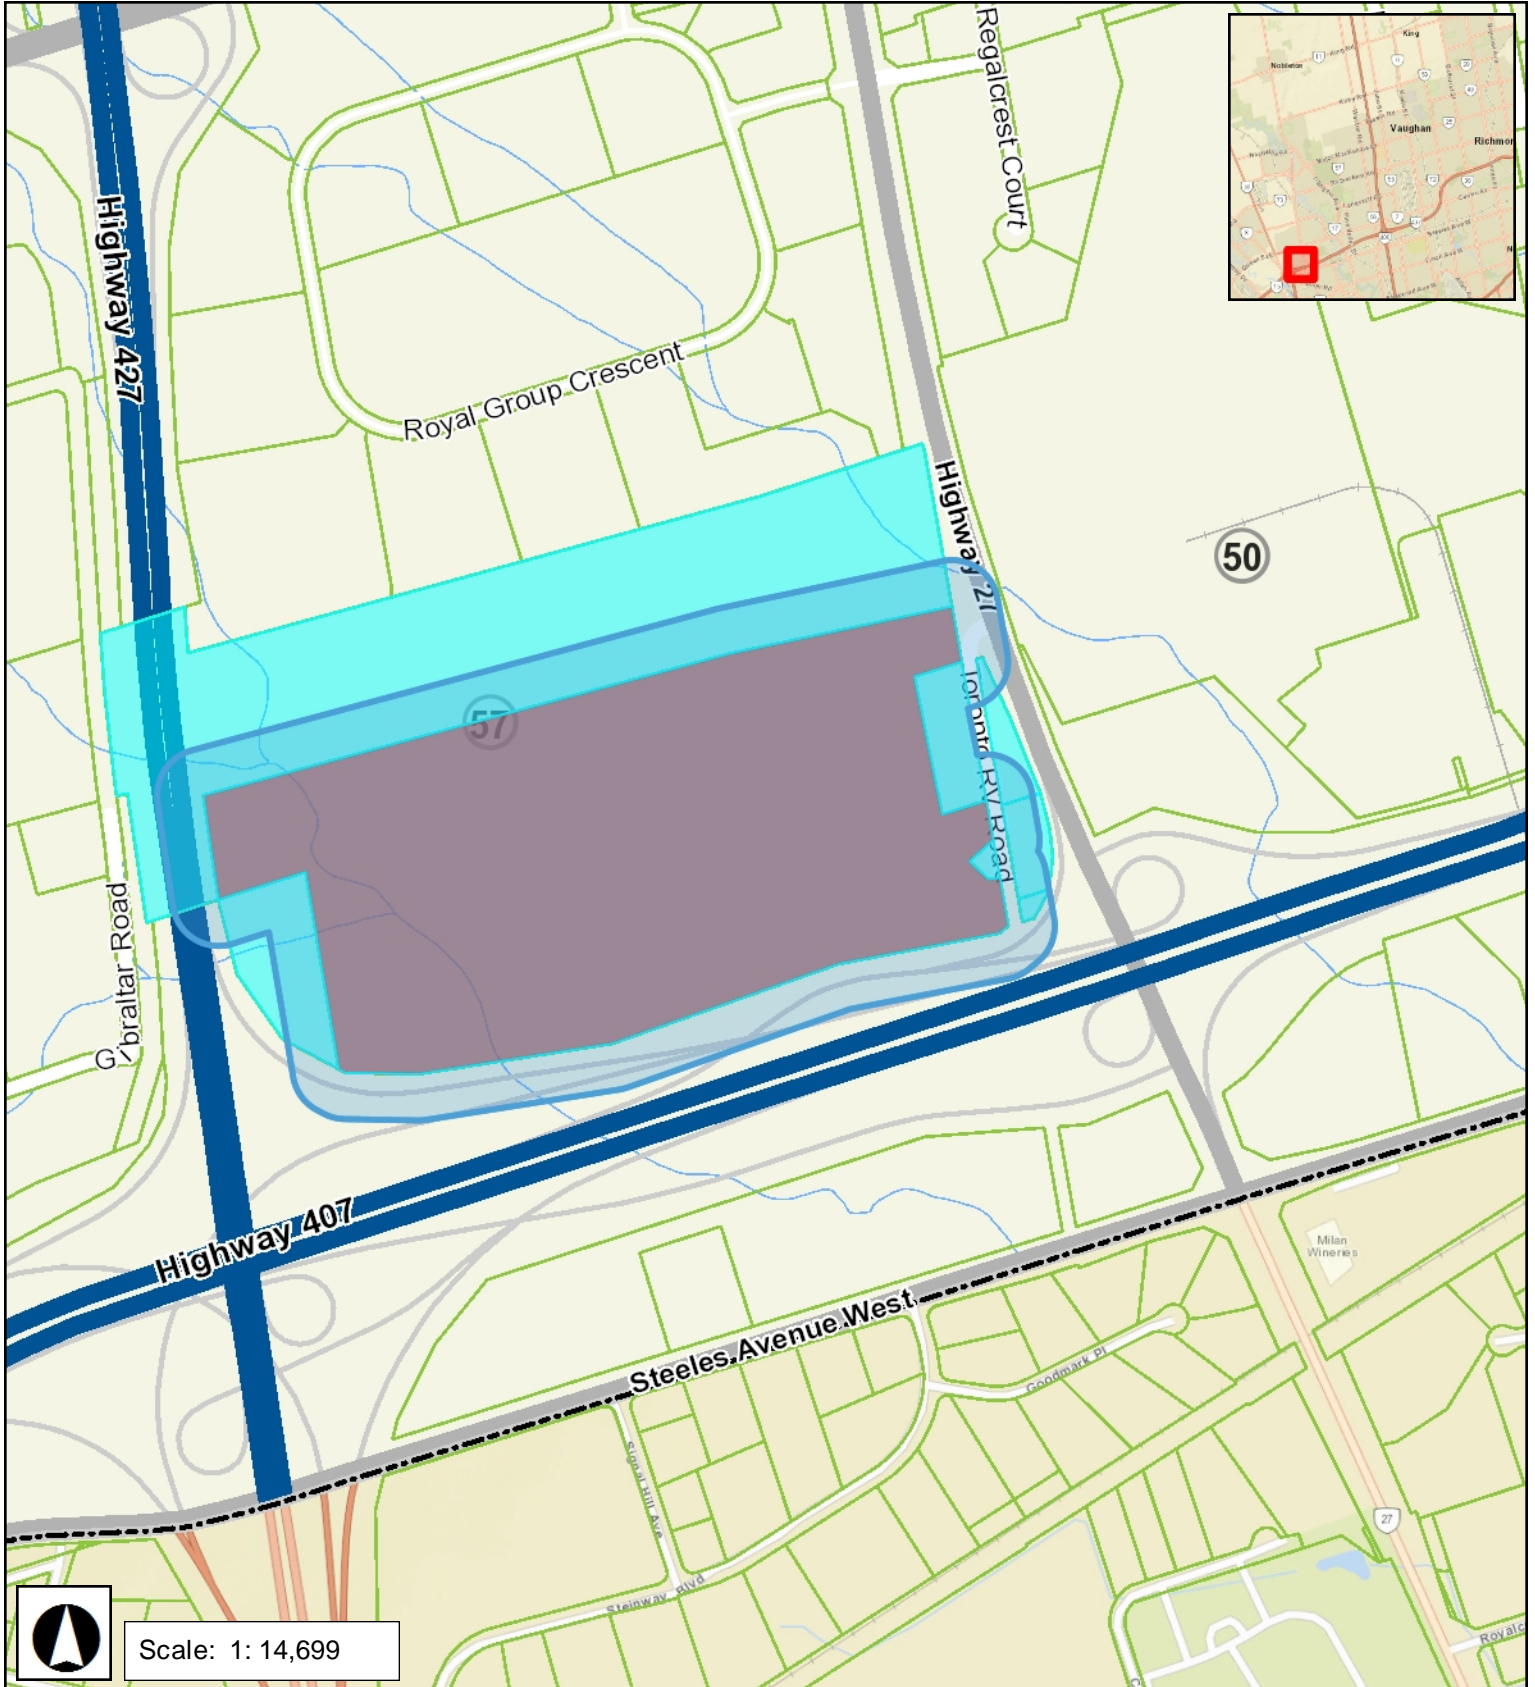 Regalcrest Court
King
Nobleton
Vaughan
Highway 427
Royal Group Crescent
Highway 27
50
57
Toronto RV Road
Gibraltar Road
Highway 407
Milan
Wineries
Steeles Avenue West
Goodmark Pl
Signal Hill Ave
27
Steinway Blvd
Scale: 1: 14,699